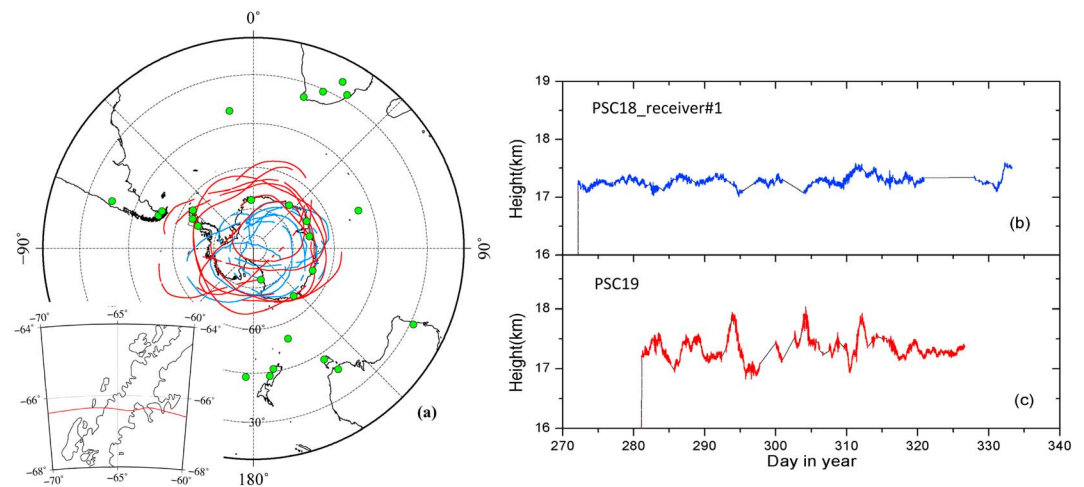 0°
90°
180°
−90°
60°
30°
(a)
−70° −65° −60°
−64° −64°
−66° −66°
−68° −68°
−70° −65° −60°
19
18
17
16
Height(km)
PSC18_receiver#1
(b)
18
17
16
Height(km)
PSC19
(c)
270 280 290 300 310 320 330 340
Day in year